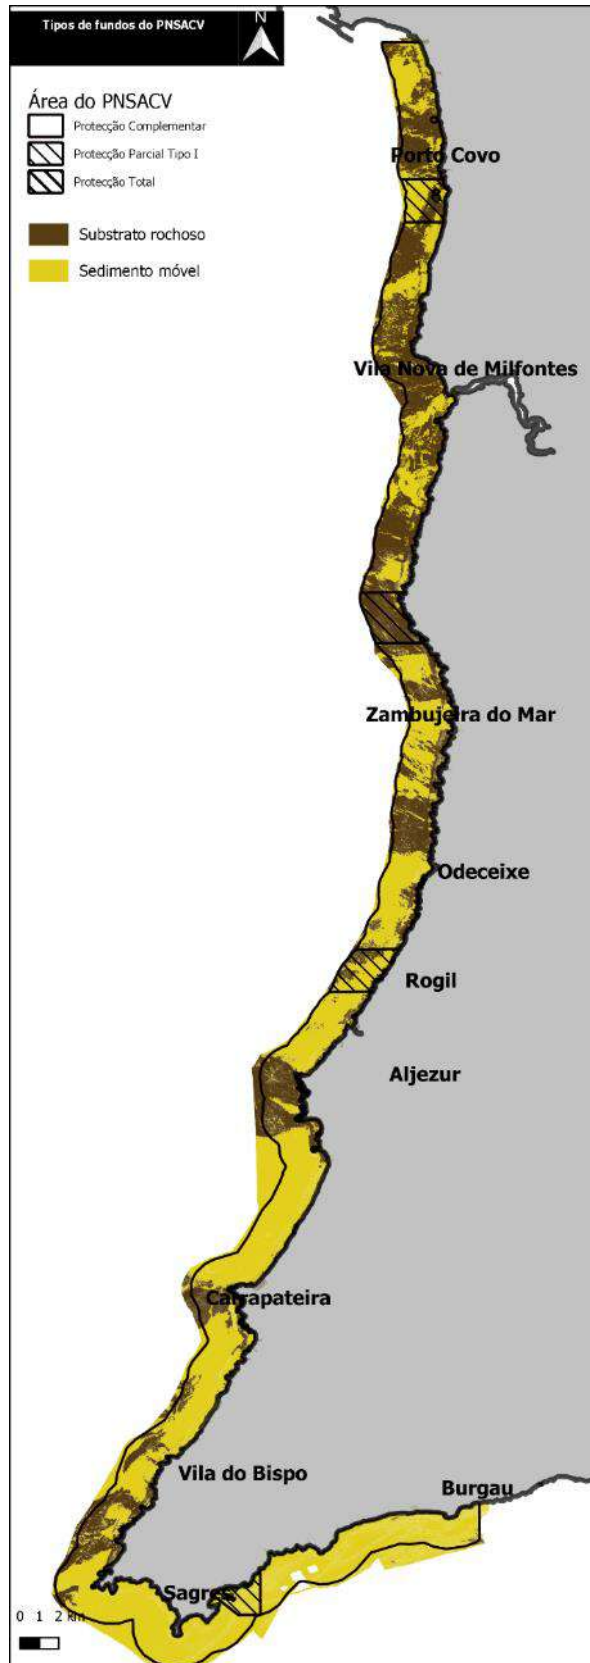 Tipos de fundos do PNSACV
N
Área do PNSACV
Protecção Complementar
Protecção Parcial Tipo I
Protecção Total
Substrato rochoso
Sedimento móvel
Porto Covo
Vila Nova de Milfontes
Zambujeira do Mar
Odeceixe
Rogil
Aljezur
Carrapateira
Vila do Bispo
Burgau
Sagres
0 1 2 km